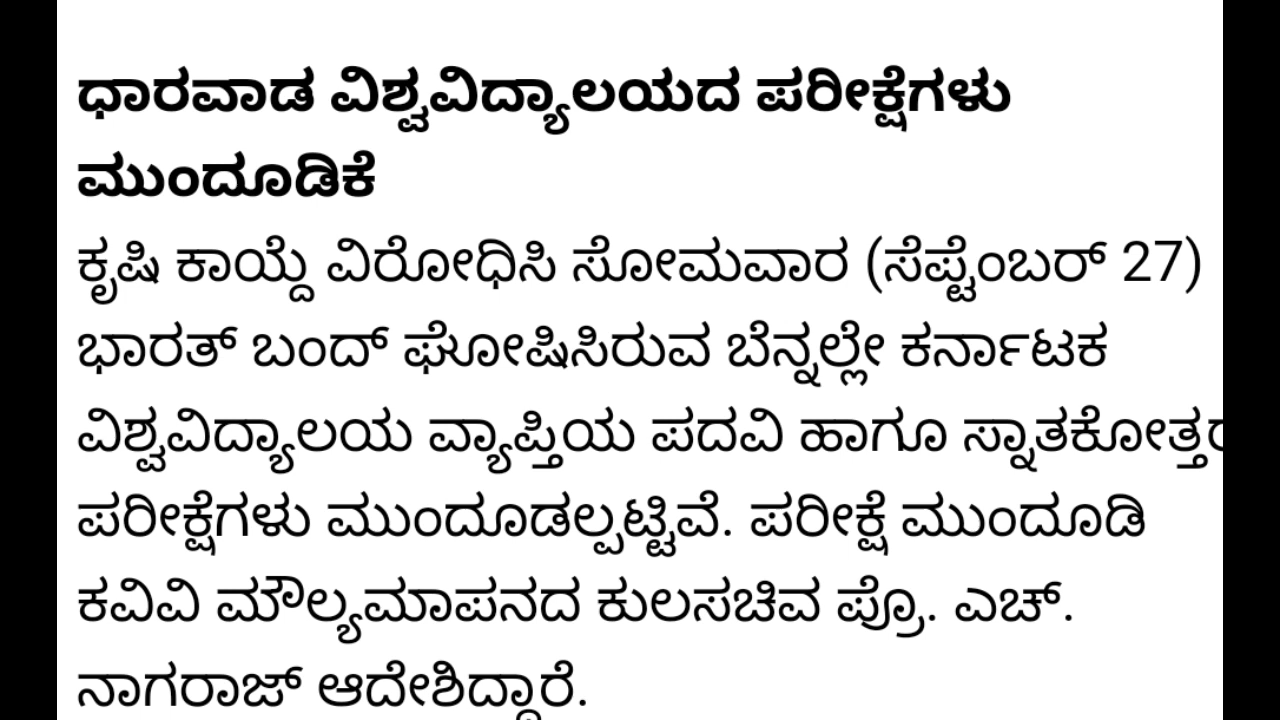 ಧಾರವಾಡ ವಿಶ್ವವಿದ್ಯಾಲಯದ ಪರೀಕ್ಷೆಗಳು
ಮುಂದೂಡಿಕೆ
ಕೃಷಿ ಕಾಯ್ದೆ ವಿರೋಧಿಸಿ ಸೋಮವಾರ (ಸೆಪ್ಟೆಂಬರ್ 27)
ಭಾರತ್ ಬಂದ್ ಘೋಷಿಸಿರುವ ಬೆನ್ನಲ್ಲೇ ಕರ್ನಾಟಕ
ವಿಶ್ವವಿದ್ಯಾಲಯ ವ್ಯಾಪ್ತಿಯ ಪದವಿ ಹಾಗೂ ಸ್ನಾತಕೋತ್ತರ
ಪರೀಕ್ಷೆಗಳು ಮುಂದೂಡಲ್ಪಟ್ಟಿವೆ. ಪರೀಕ್ಷೆ ಮುಂದೂಡಿ
ಕವಿವಿ ಮೌಲ್ಯಮಾಪನದ ಕುಲಸಚಿವ ಪ್ರೊ. ಎಚ್.
ನಾಗರಾಜ್ ಆದೇಶಿದ್ದಾರೆ.